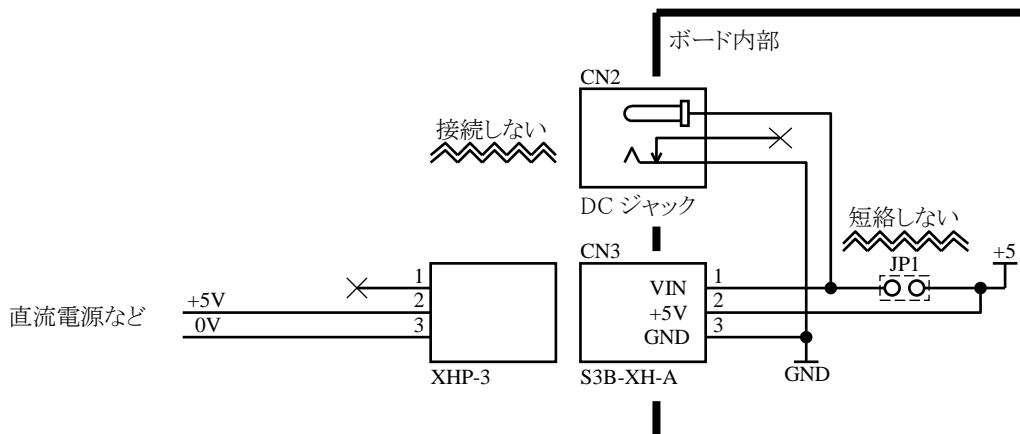 ボード内部
CN2
接続しない
DC ジャック
短絡しない
CN3
JP1
+5
1
VIN
1
+5V
2
+5V
2
直流電源など
0V
3
GND
3
XHP-3
S3B-XH-A
GND